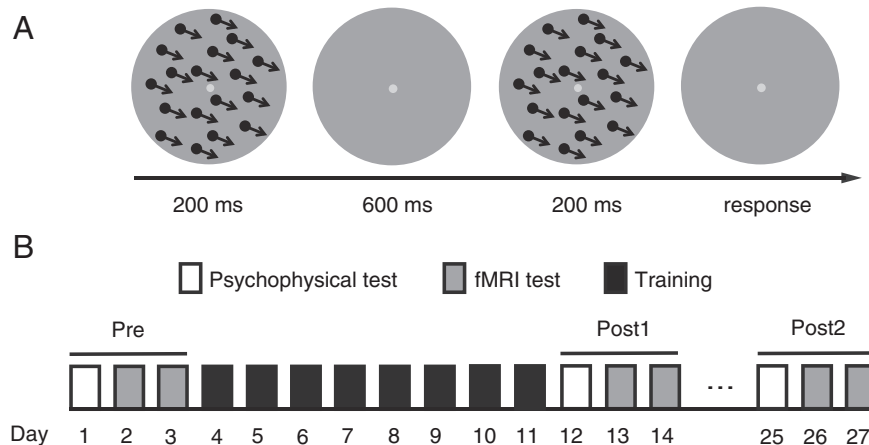 A
200 ms 600 ms 200 ms response
B
Psychophysical test fMRI test Training
Pre Post1 Post2
...
Day 1 2 3 4 5 6 7 8 9 10 11 12 13 14 25 26 27